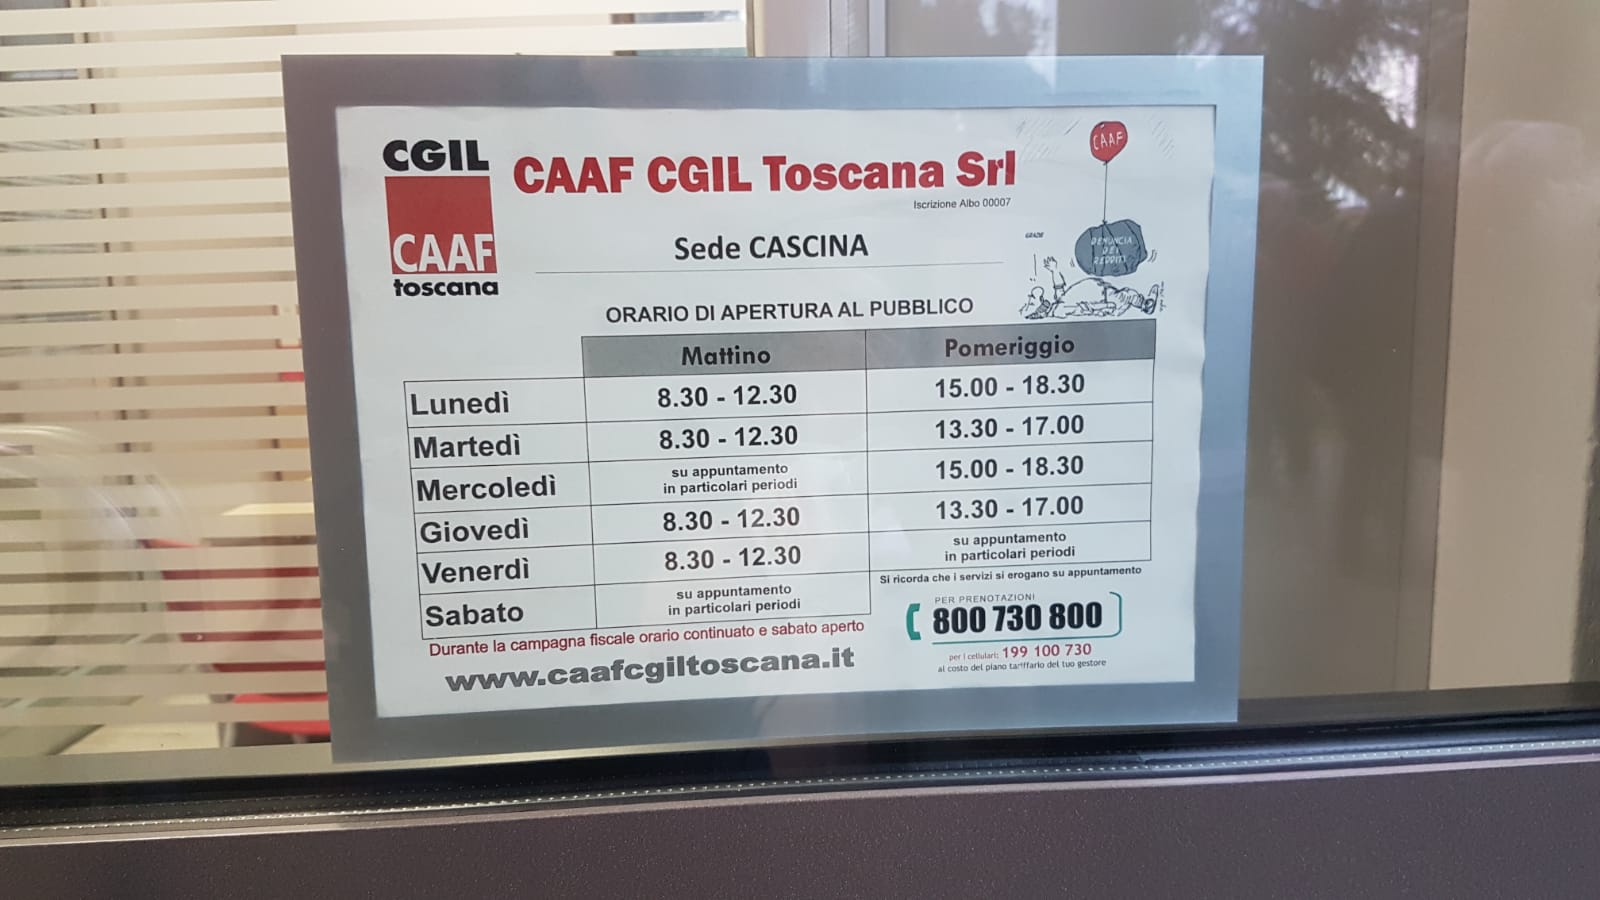 CGIL
CAAF
toscana
CAAF CGIL Toscana Srl
Iscrizione Albo 00007
CAAF
GRAZIE
DENUNCIA
DEI
REDDITI
Sede CASCINA
ORARIO DI APERTURA AL PUBBLICO
Mattino Pomeriggio
Lunedì 8.30 - 12.30 15.00 - 18.30
Martedì 8.30 - 12.30 13.30 - 17.00
Mercoledì su appuntamento in particolari periodi 15.00 - 18.30
Giovedì 8.30 - 12.30 13.30 - 17.00
Venerdì 8.30 - 12.30 su appuntamento in particolari periodi
Sabato su appuntamento in particolari periodi
Si ricorda che i servizi si erogano su appuntamento
Durante la campagna fiscale orario continuato e sabato aperto
www.caafcgiltoscana.it
PER PRENOTAZIONI
800 730 800
per i cellulari: 199 100 730
al costo del piano tariffario del tuo gestore